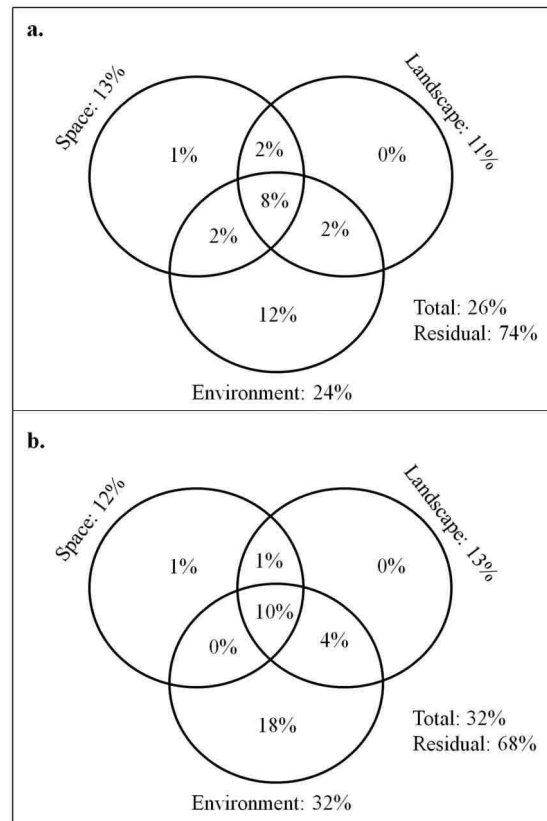 a.
Space: 13%
Landscape: 11%
1%
2%
0%
8%
2%
2%
12%
Total: 26%
Residual: 74%
Environment: 24%
b.
Space: 12%
Landscape: 13%
1%
1%
0%
10%
0%
4%
18%
Total: 32%
Residual: 68%
Environment: 32%